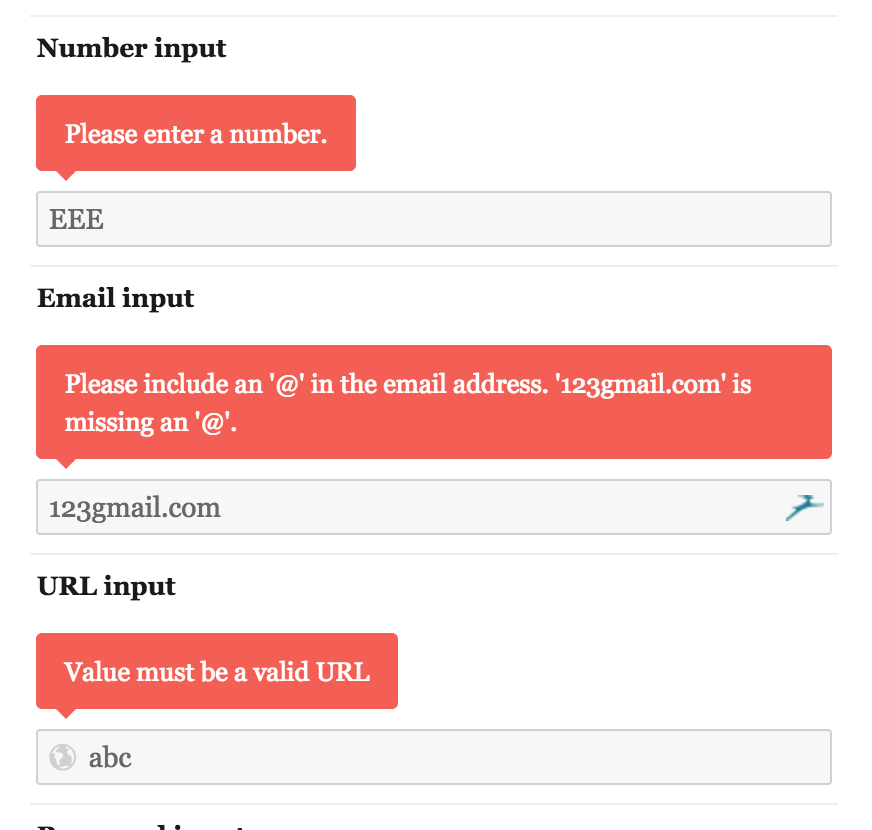 Number input
Please enter a number.
EEE
Email input
Please include an '@' in the email address. '123gmail.com' is
missing an '@'.
123gmail.com
URL input
Value must be a valid URL
abc